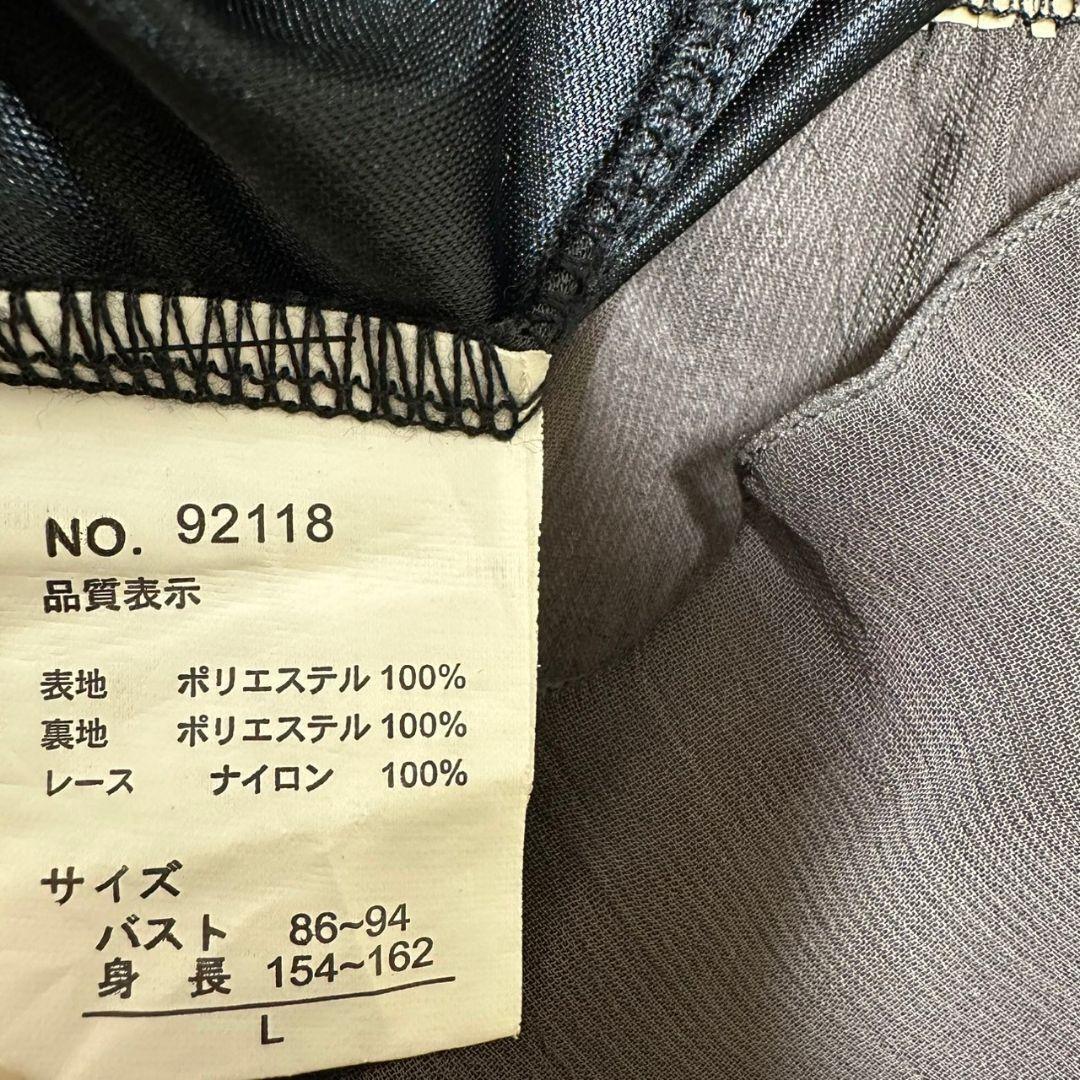 NO. 92118
品質表示
表地 ポリエステル 100%
裏地 ポリエステル 100%
レース ナイロン 100%
サイズ
バスト 86~94
身長 154~162
L